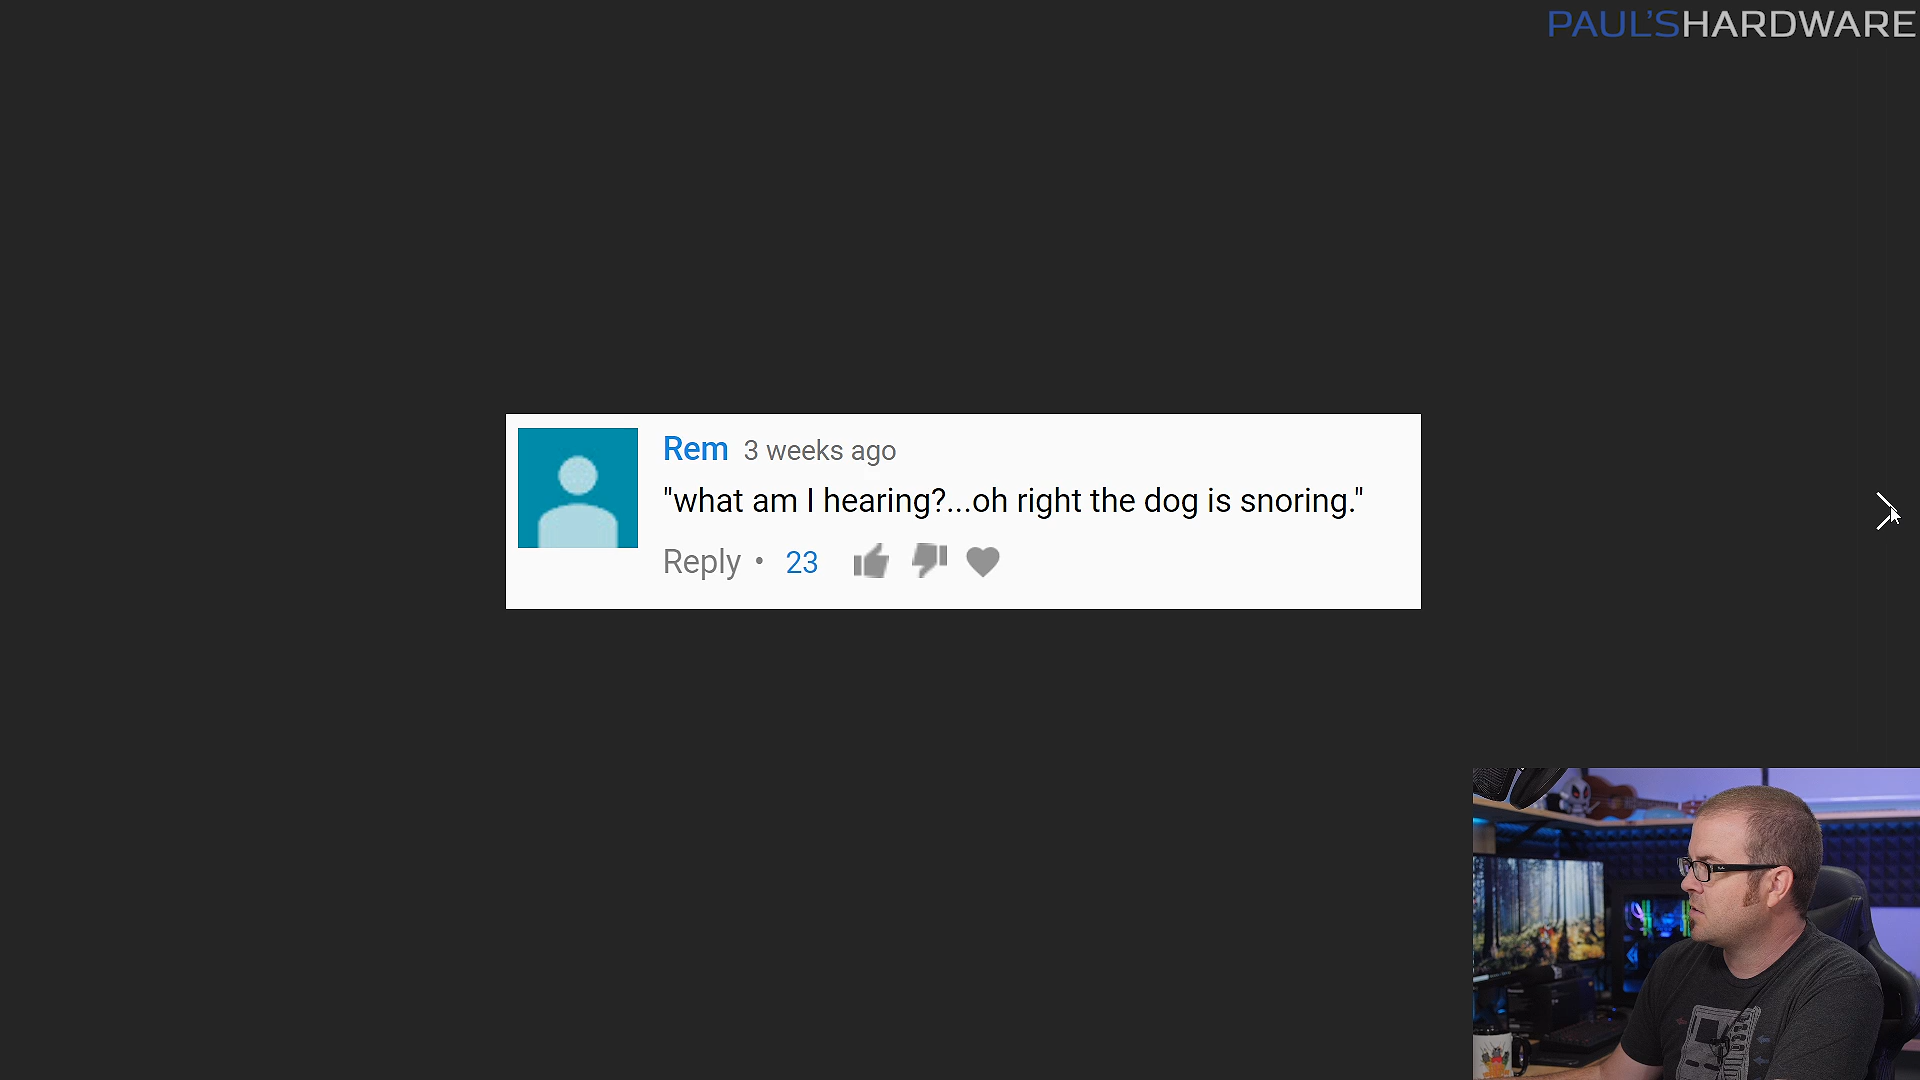 PAUL'SHARDWARE
Rem 3 weeks ago
"what am I hearing?...oh right the dog is snoring."
Reply • 23